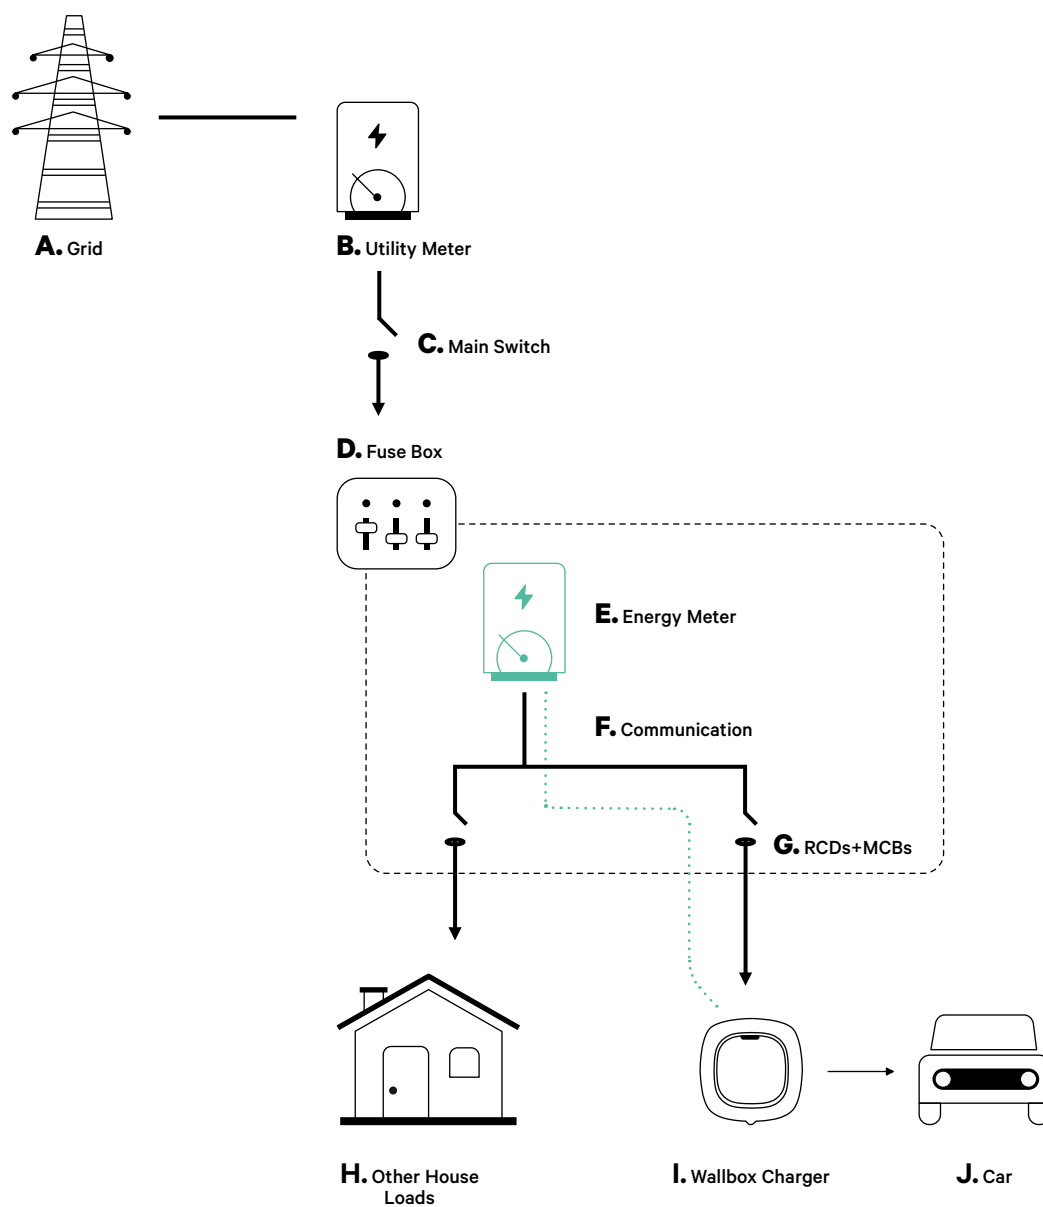 A. Grid
B. Utility Meter
C. Main Switch
D. Fuse Box
E. Energy Meter
F. Communication
G. RCDs+MCBs
H. Other House
Loads
I. Wallbox Charger
J. Car